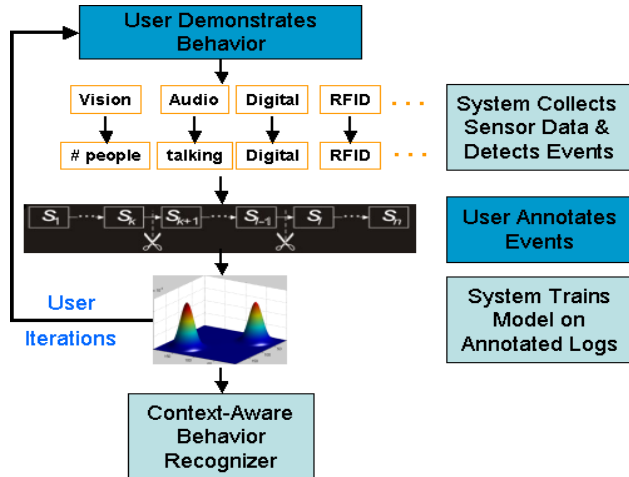 User Demonstrates
Behavior
Vision Audio Digital RFID . . .
# people talking Digital RFID . . .
System Collects
Sensor Data &
Detects Events
S1 ····> Sk → Sk+1 ····> Sl−1 → Sl ····> Sn
User Annotates
Events
User
Iterations
System Trains
Model on
Annotated Logs
Context-Aware
Behavior
Recognizer